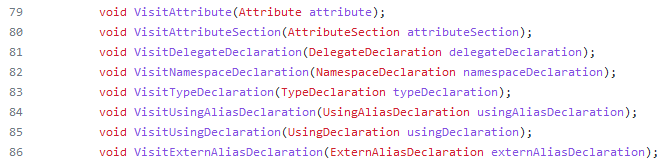 79 void VisitAttribute(Attribute attribute);
80 void VisitAttributeSection(AttributeSection attributeSection);
81 void VisitDelegateDeclaration(DelegateDeclaration delegateDeclaration);
82 void VisitNamespaceDeclaration(NamespaceDeclaration namespaceDeclaration);
83 void VisitTypeDeclaration(TypeDeclaration typeDeclaration);
84 void VisitUsingAliasDeclaration(UsingAliasDeclaration usingAliasDeclaration);
85 void VisitUsingDeclaration(UsingDeclaration usingDeclaration);
86 void VisitExternAliasDeclaration(ExternAliasDeclaration externAliasDeclaration);